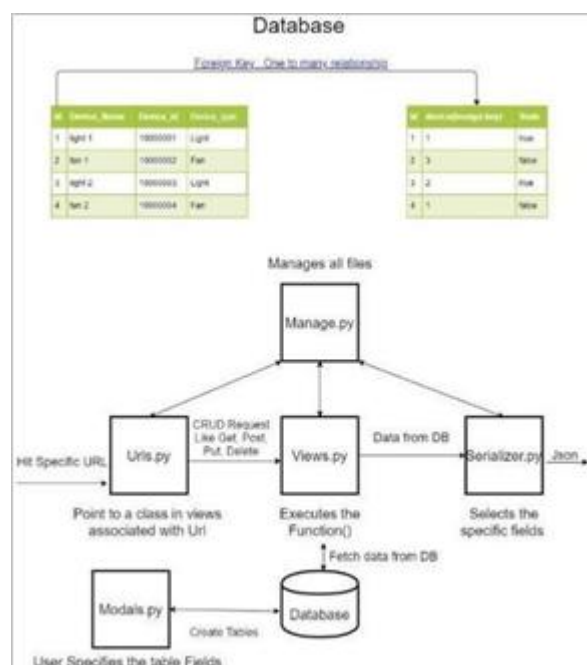 Database
Foreign Key One to many relationship
id Device_Name Device_id Device_type
1 light 1 10000001 Light
2 fan 1 10000002 Fan
3 light 2 10000003 Light
4 fan 2 10000004 Fan
id State
1 1 true
2 3 false
3 2 true
4 1 false
Manages all files
Manage.py
Hit Specific URL
Urls.py
CRUD Request
Like Get, Post,
Put, Delete
Views.py
Data from DB
Serializer.py
Json
Point to a class in views
associated with Url
Executes the
Function()
Selects the
specific fields
Fetch data from DB
Modals.py
Create Tables
Database
User Specifies the table Fields